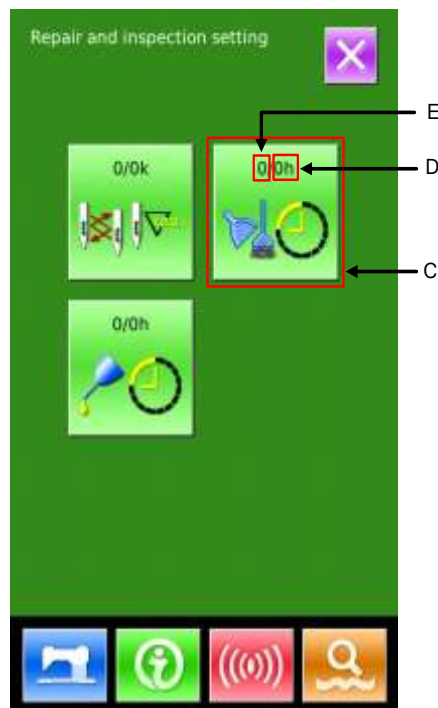 Repair and inspection setting
E
0/0k
0/0h
D
C
0/0h